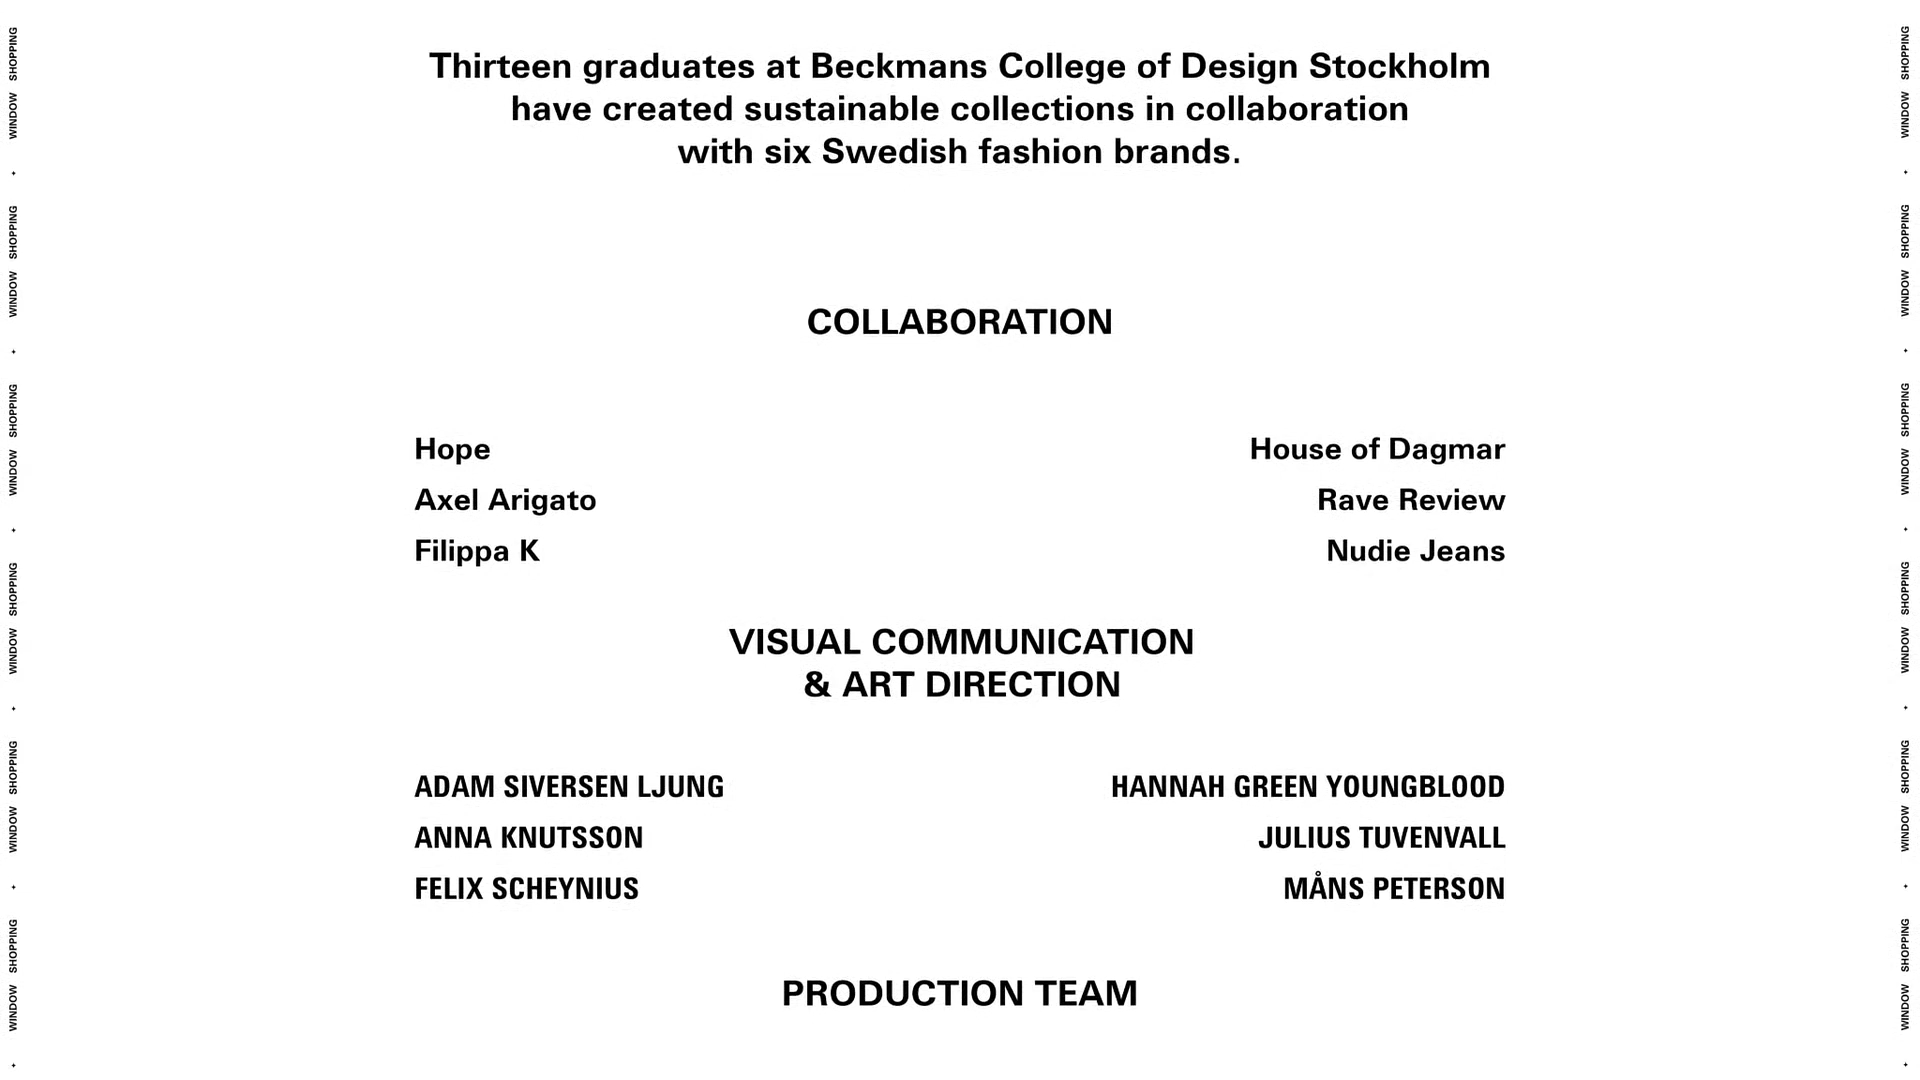 Thirteen graduates at Beckmans College of Design Stockholm
have created sustainable collections in collaboration
with six Swedish fashion brands.
COLLABORATION
Hope
House of Dagmar
Axel Arigato
Rave Review
Filippa K
Nudie Jeans
VISUAL COMMUNICATION
& ART DIRECTION
ADAM SIVERSEN LJUNG
HANNAH GREEN YOUNGBLOOD
ANNA KNUTSSON
JULIUS TUVENVALL
FELIX SCHEYNIUS
MÅNS PETERSON
PRODUCTION TEAM
WINDOW SHOPPING + WINDOW SHOPPING + WINDOW SHOPPING + WINDOW SHOPPING + WINDOW SHOPPING + WINDOW SHOPPING
WINDOW SHOPPING + WINDOW SHOPPING + WINDOW SHOPPING + WINDOW SHOPPING + WINDOW SHOPPING + WINDOW SHOPPING